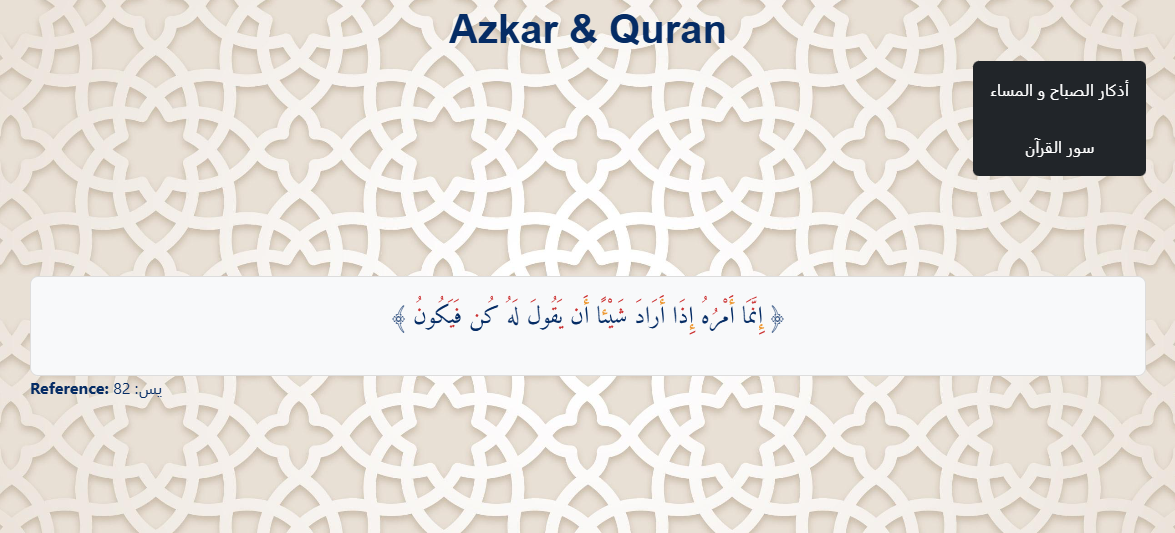 Azkar & Quran
أذكار الصباح و المساء
سور القرآن
﴿ إِنَّمَا أَمْرُهُ إِذَا أَرَادَ شَيْئًا أَن يَقُولَ لَهُ كُن فَيَكُونُ ﴾
Reference: يس: 82